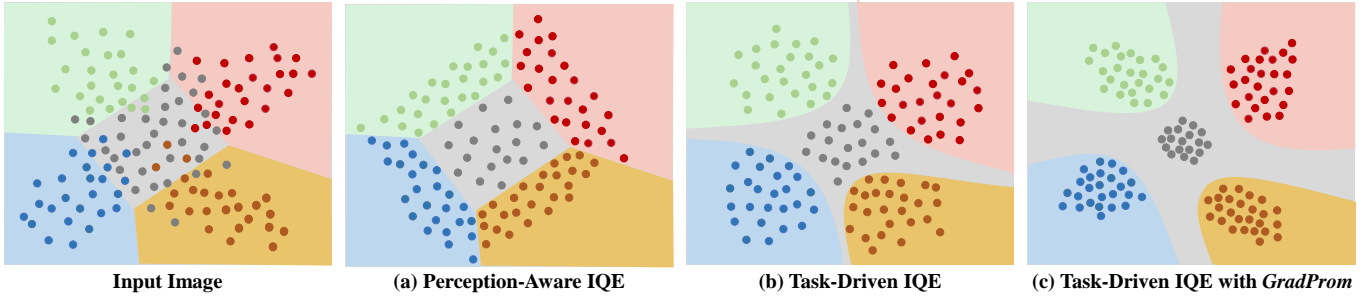 Input Image
(a) Perception-Aware IQE
(b) Task-Driven IQE
(c) Task-Driven IQE with GradProm